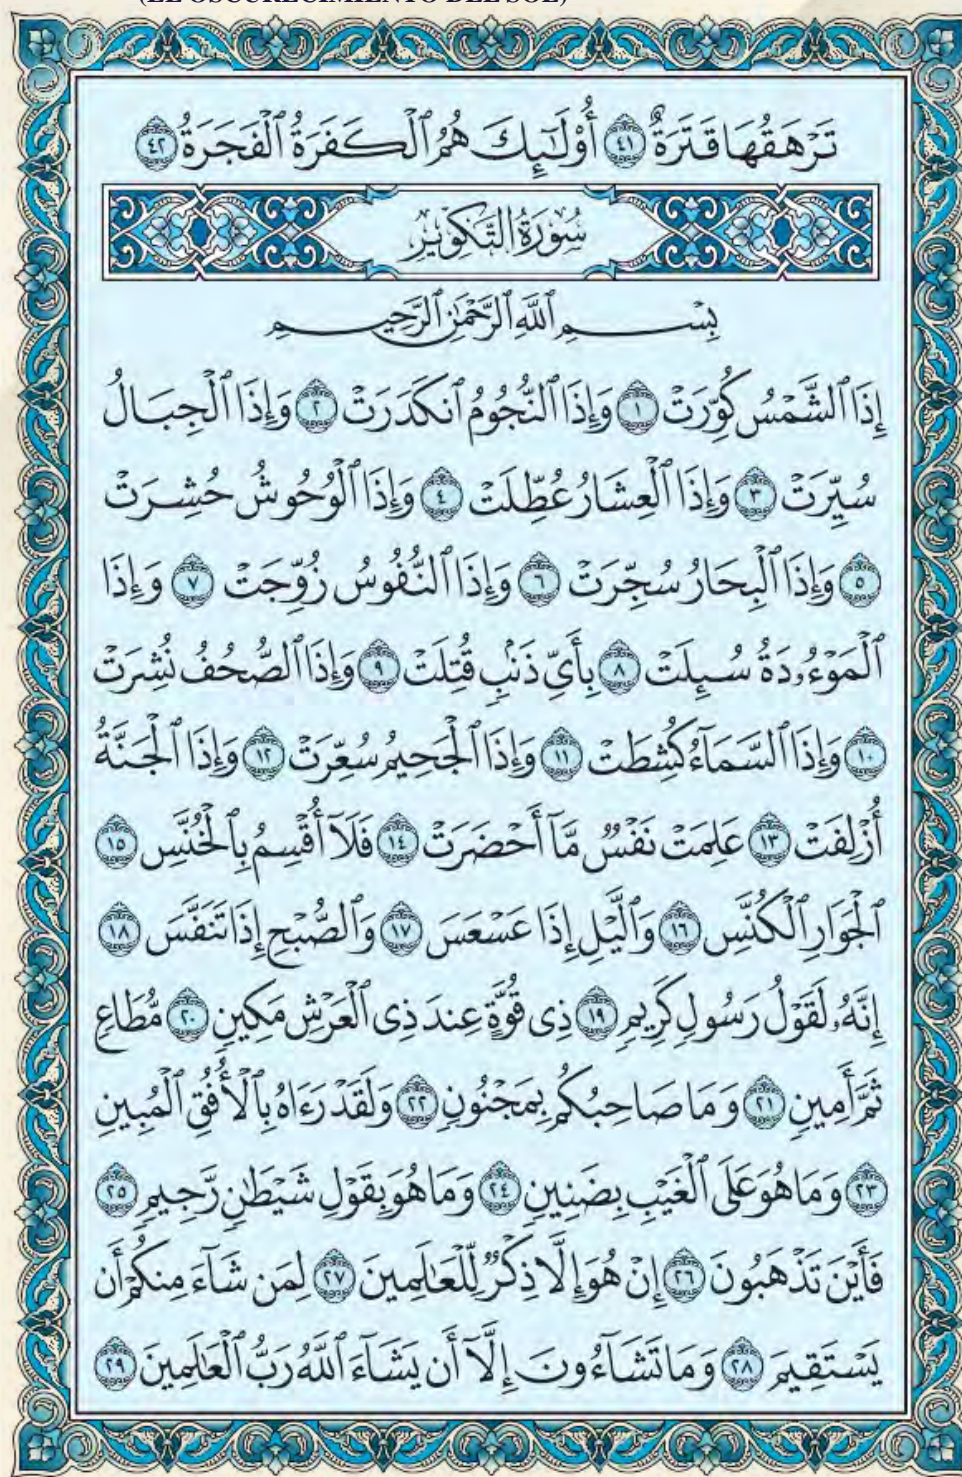 (EL OSCURECIMIENTO DEL SOL)
تَرْهَقُهَا قَتَرَةٌ ٤١ أُوْلَٰٓئِكَ هُمُ ٱلْكَفَرَةُ ٱلْفَجَرَةُ ٤٢
سُورَةُ التَّكْوِيرِ
بِسْمِ ٱللَّهِ ٱلرَّحْمَٰنِ ٱلرَّحِيمِ
إِذَا ٱلشَّمْسُ كُوِّرَتْ ١ وَإِذَا ٱلنُّجُومُ ٱنكَدَرَتْ ٢ وَإِذَا ٱلْجِبَالُ
سُيِّرَتْ ٣ وَإِذَا ٱلْعِشَارُ عُطِّلَتْ ٤ وَإِذَا ٱلْوُحُوشُ حُشِرَتْ
٥ وَإِذَا ٱلْبِحَارُ سُجِّرَتْ ٦ وَإِذَا ٱلنُّفُوسُ زُوِّجَتْ ٧ وَإِذَا
ٱلْمَوْءُۥدَةُ سُئِلَتْ ٨ بِأَيِّ ذَنۢبٍ قُتِلَتْ ٩ وَإِذَا ٱلصُّحُفُ نُشِرَتْ
١٠ وَإِذَا ٱلسَّمَآءُ كُشِطَتْ ١١ وَإِذَا ٱلْجَحِيمُ سُعِّرَتْ ١٢ وَإِذَا ٱلْجَنَّةُ
أُزْلِفَتْ ١٣ عَلِمَتْ نَفْسٌ مَّآ أَحْضَرَتْ ١٤ فَلَآ أُقْسِمُ بِٱلْخُنَّسِ ١٥
ٱلْجَوَارِ ٱلْكُنَّسِ ١٦ وَٱلَّيْلِ إِذَا عَسْعَسَ ١٧ وَٱلصُّبْحِ إِذَا تَنَفَّسَ ١٨
إِنَّهُۥ لَقَوْلُ رَسُولٍ كَرِيمٍ ١٩ ذِى قُوَّةٍ عِندَ ذِى ٱلْعَرْشِ مَكِينٍ ٢٠ مُّطَاعٍ
ثَمَّ أَمِينٍ ٢١ وَمَا صَاحِبُكُم بِمَجْنُونٍ ٢٢ وَلَقَدْ رَءَاهُ بِٱلْأُفُقِ ٱلْمُبِينِ
٢٣ وَمَا هُوَ عَلَى ٱلْغَيْبِ بِضَنِينٍ ٢٤ وَمَا هُوَ بِقَوْلِ شَيْطَٰنٍ رَّجِيمٍ ٢٥
فَأَيْنَ تَذْهَبُونَ ٢٦ إِنْ هُوَ إِلَّا ذِكْرٌ لِّلْعَٰلَمِينَ ٢٧ لِمَن شَآءَ مِنكُمْ أَن
يَسْتَقِيمَ ٢٨ وَمَا تَشَآءُونَ إِلَّآ أَن يَشَآءَ ٱللَّهُ رَبُّ ٱلْعَٰلَمِينَ ٢٩